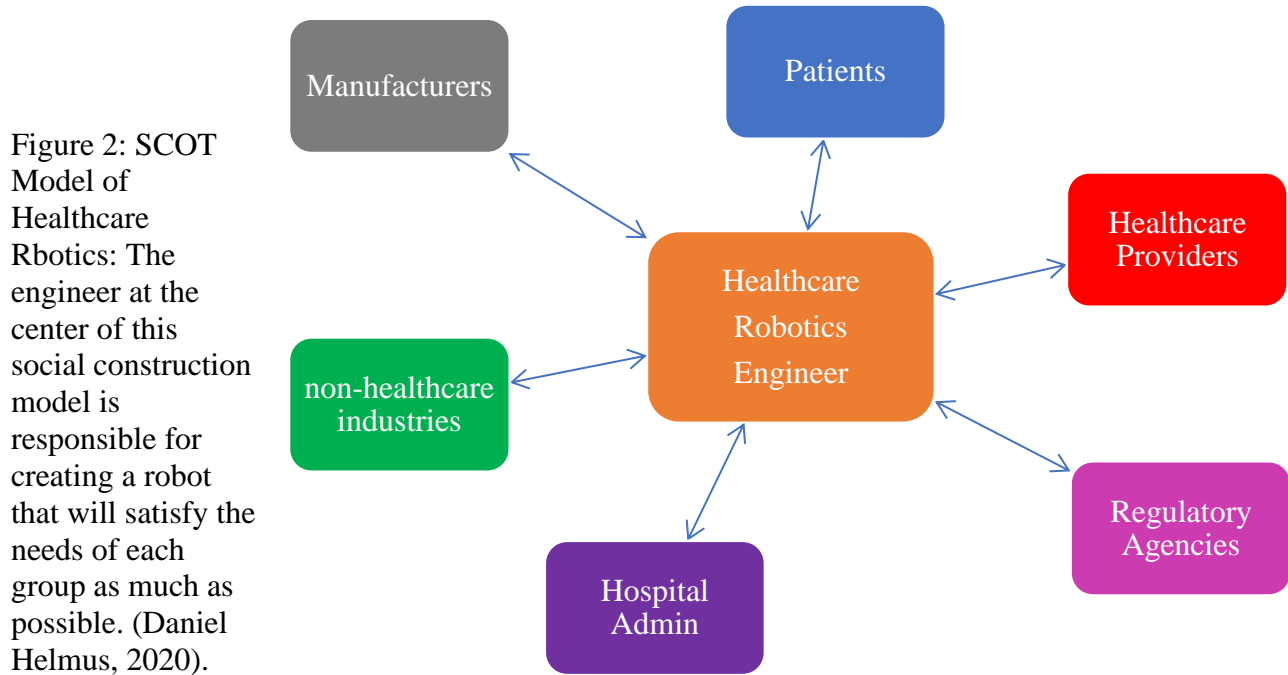 Manufacturers
Patients
Healthcare
Providers
Healthcare
Robotics
Engineer
non-healthcare
industries
Regulatory
Agencies
Hospital
Admin
Figure 2: SCOT
Model of
Healthcare
Rbotics: The
engineer at the
center of this
social construction
model is
responsible for
creating a robot
that will satisfy the
needs of each
group as much as
possible. (Daniel
Helmus, 2020).